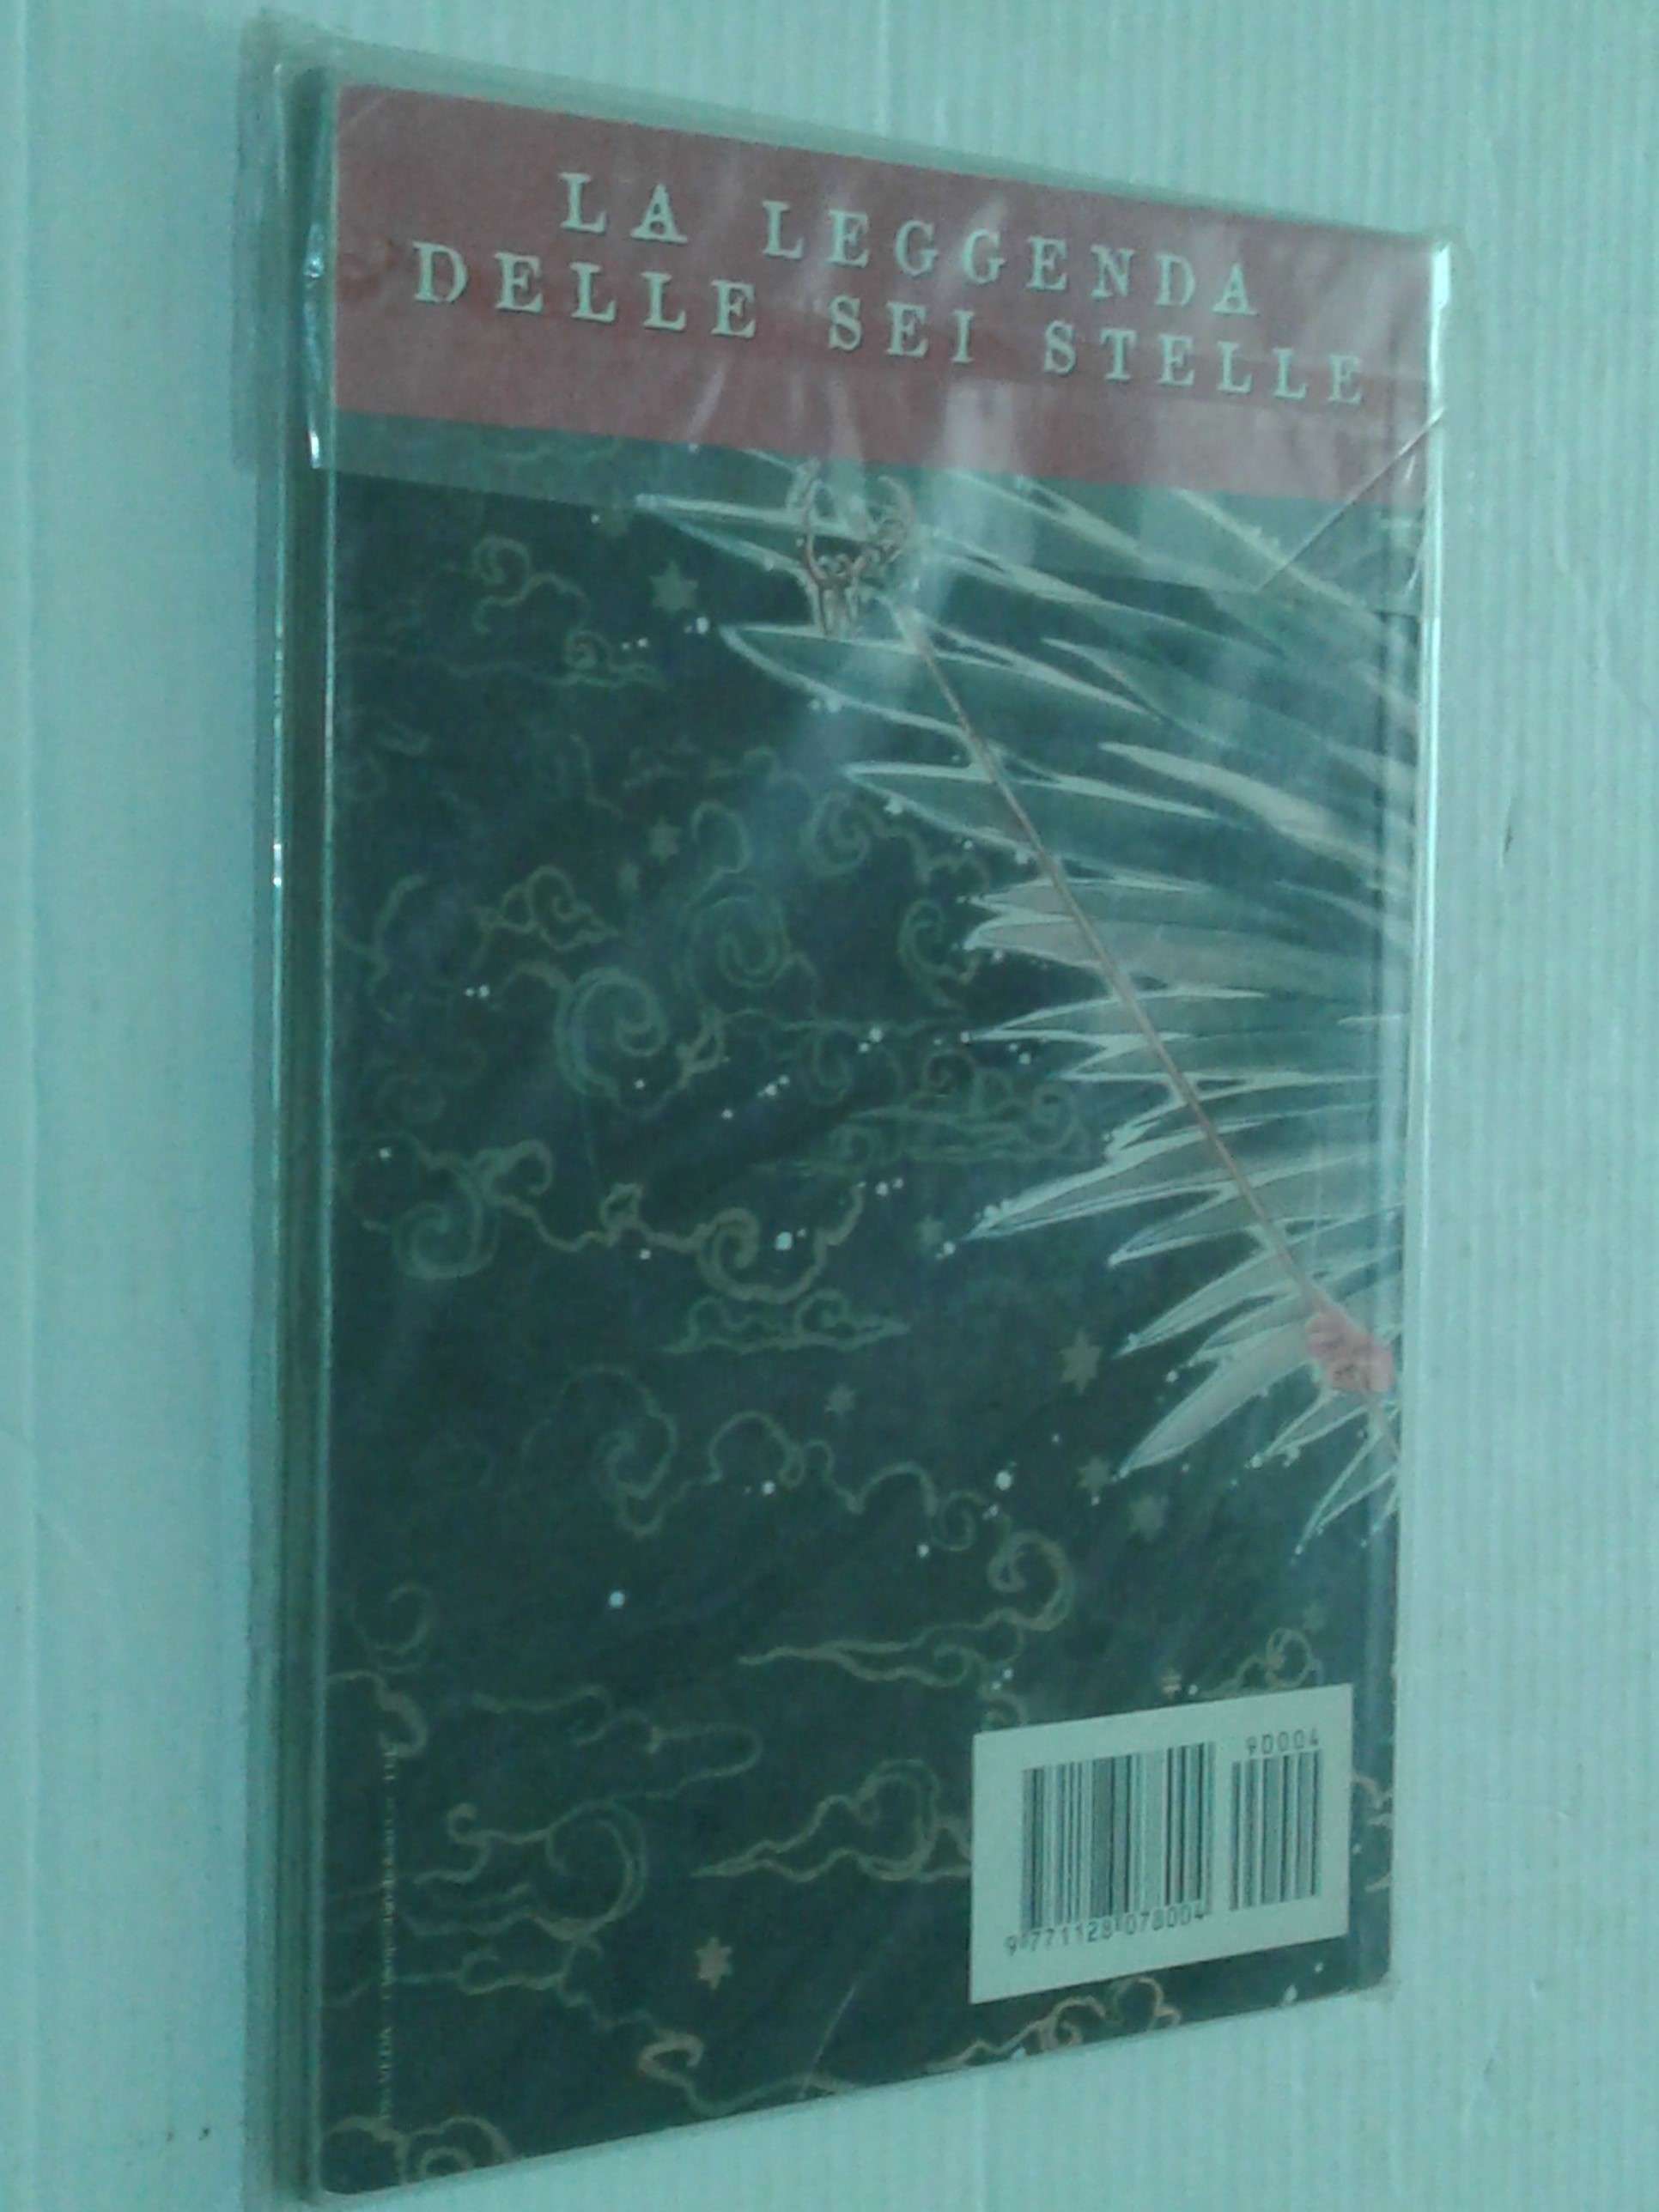 LA LEGGENDA
DELLE SEI STELLE
90004
9 771128 078004